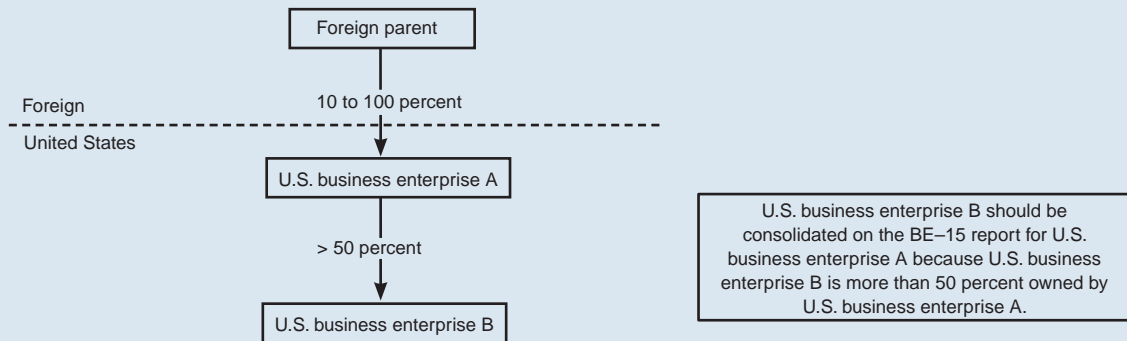 Foreign parent
10 to 100 percent
Foreign
United States
U.S. business enterprise A
> 50 percent
U.S. business enterprise B
U.S. business enterprise B should be
consolidated on the BE–15 report for U.S.
business enterprise A because U.S. business
enterprise B is more than 50 percent owned by
U.S. business enterprise A.